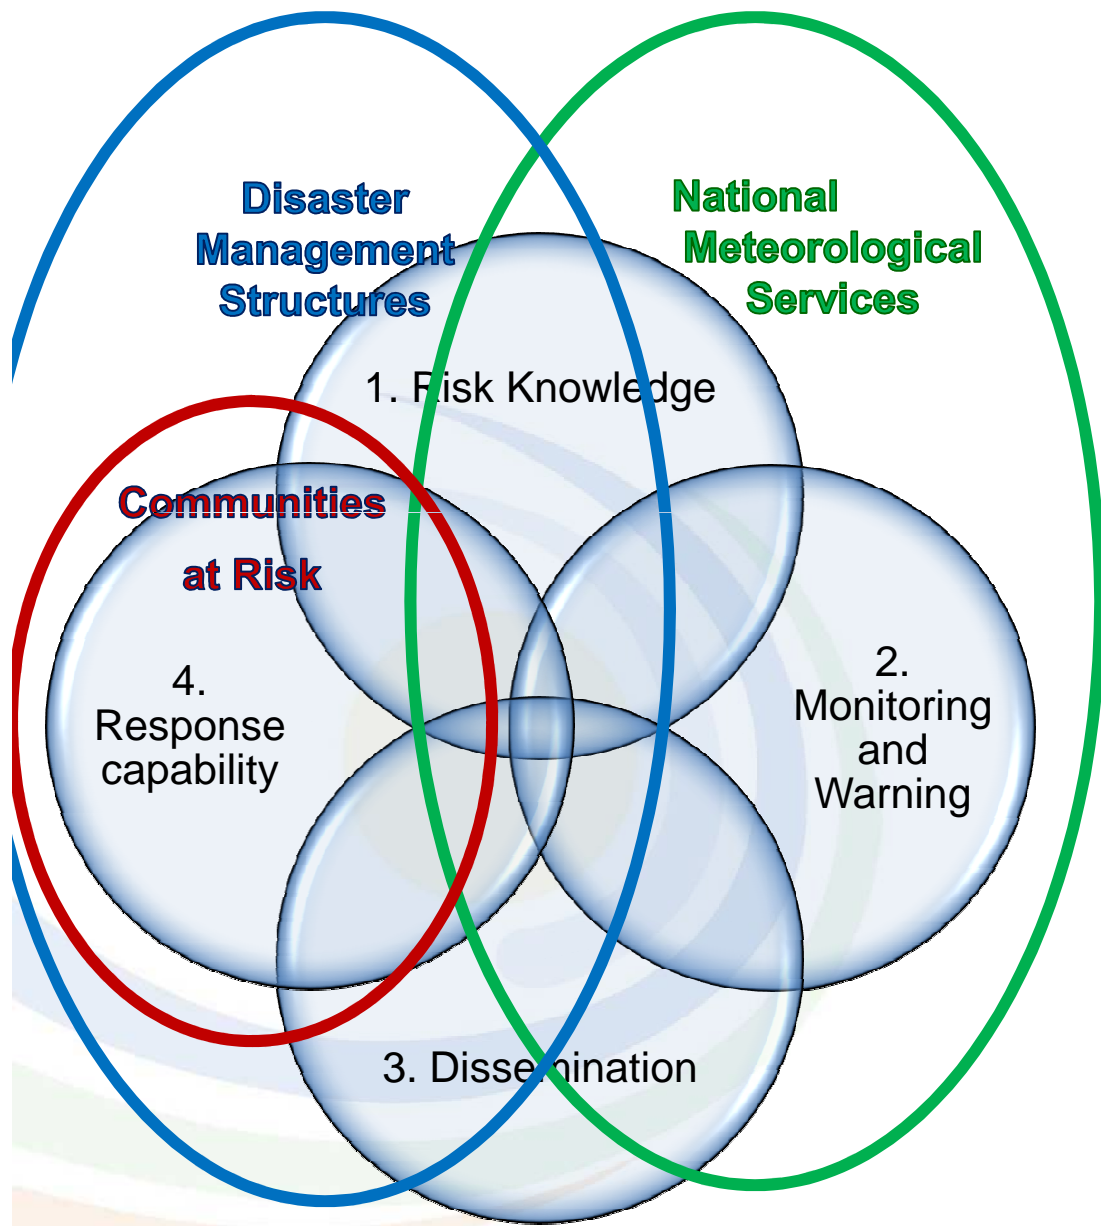 Disaster
Management
Structures
National
Meteorological
Services
1. Risk Knowledge
Communities
at Risk
4.
Response
capability
2.
Monitoring
and
Warning
3. Dissemination